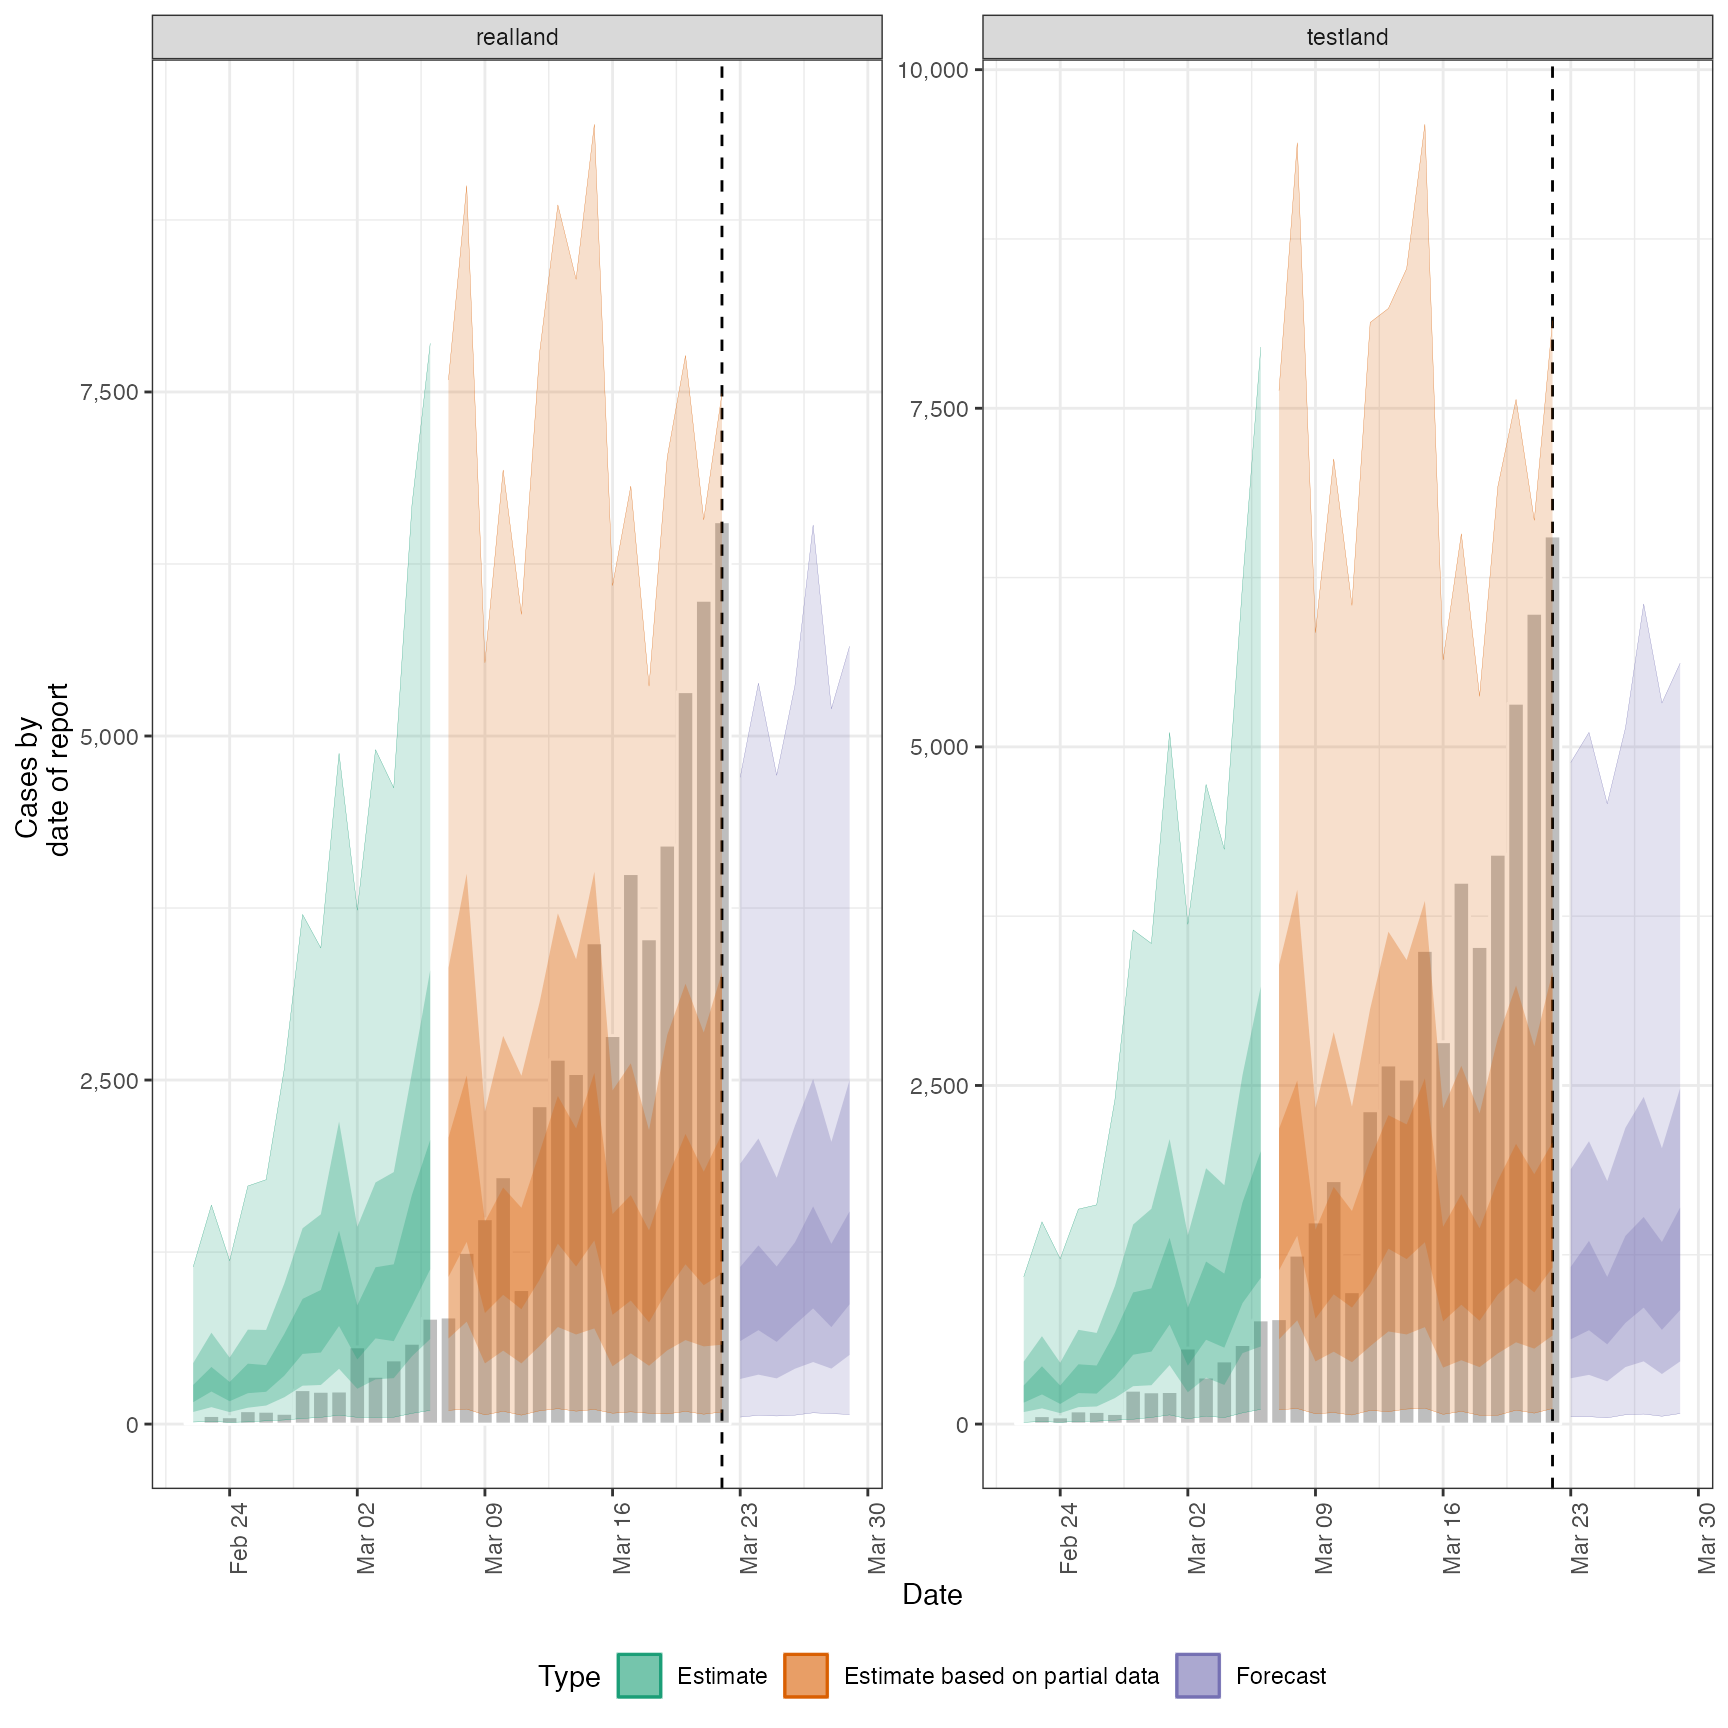 realland
testland
Cases by
date of report
7,500
5,000
2,500
0
10,000
7,500
5,000
2,500
0
Feb 24
Mar 02
Mar 09
Mar 16
Mar 23
Mar 30
Feb 24
Mar 02
Mar 09
Mar 16
Mar 23
Mar 30
Date
Type
Estimate
Estimate based on partial data
Forecast